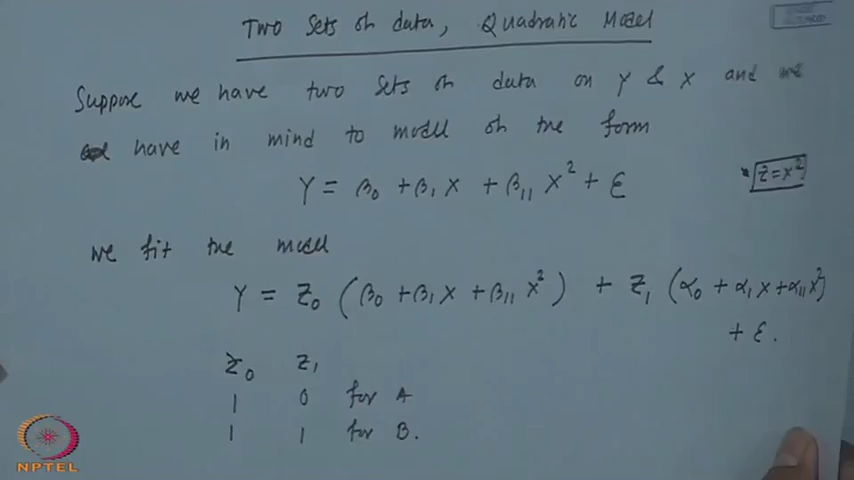 Two Sets of data, Quadratic Model
Suppose we have two sets of data on Y & X and we
have in mind to model of the form
Y = β₀ + β₁ X + β₁₁ X² + ε
Z = X²
We fit the model
Y = Z₀ (β₀ + β₁ X + β₁₁ X²) + Z₁ (α₀ + α₁ X + α₁₁ X²)
+ ε.
Z₀ Z₁
1 0 for A
1 1 for B.
NPTEL